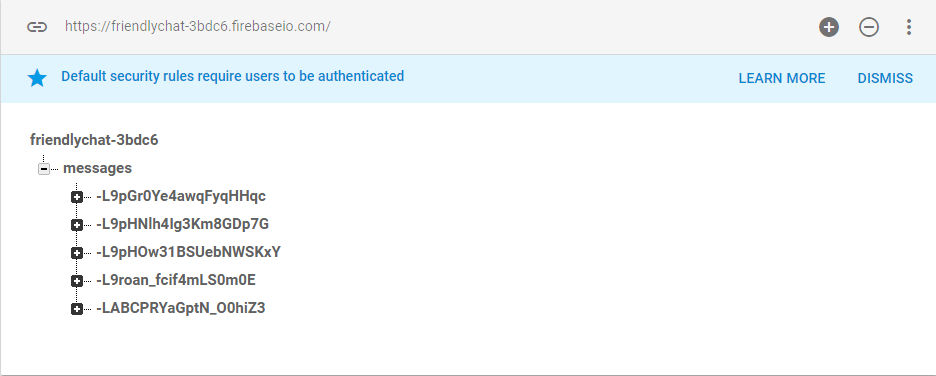 https://friendlychat-3bdc6.firebaseio.com/
Default security rules require users to be authenticated LEARN MORE DISMISS
friendlychat-3bdc6
messages
-L9pGr0Ye4awqFyqHHqc
-L9pHNlh4Ig3Km8GDp7G
-L9pHOw31BSUebNWSKxY
-L9roan_fcif4mLS0m0E
-LABCPRYaGptN_O0hiZ3